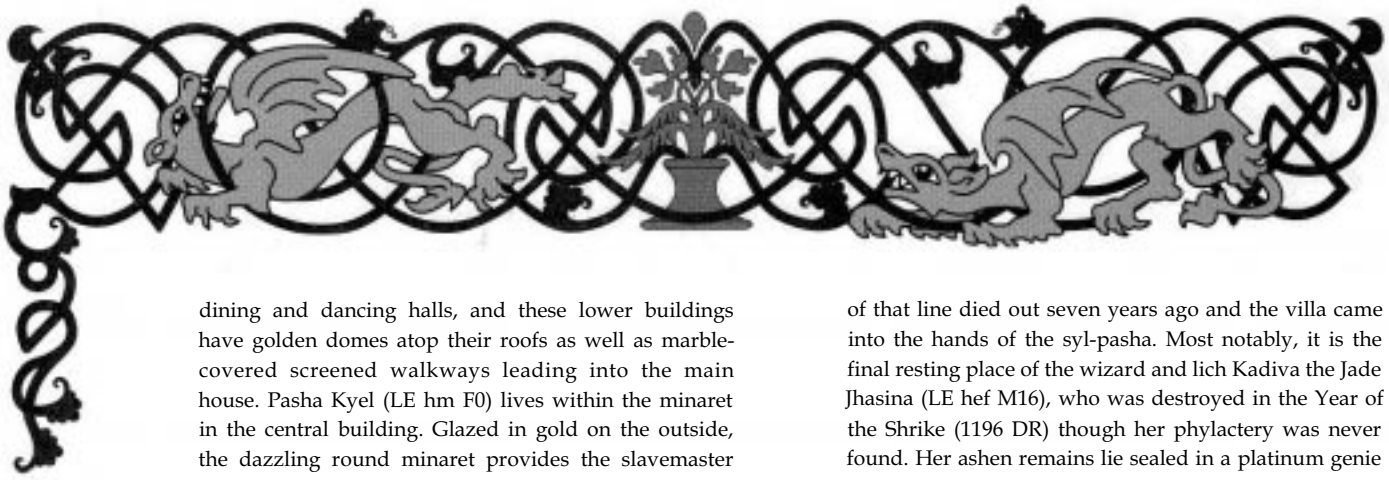 dining and dancing halls, and these lower buildings
have golden domes atop their roofs as well as marble-
covered screened walkways leading into the main
house. Pasha Kyel (LE hm F0) lives within the minaret
in the central building. Glazed in gold on the outside,
the dazzling round minaret provides the slavemaster
of that line died out seven years ago and the villa came
into the hands of the syl-pasha. Most notably, it is the
final resting place of the wizard and lich Kadiva the Jade
Jhasina (LE hef M16), who was destroyed in the Year of
the Shrike (1196 DR) though her phylactery was never
found. Her ashen remains lie sealed in a platinum genie